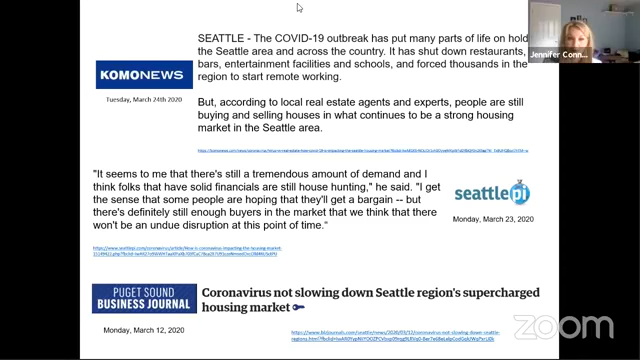 SEATTLE - The COVID-19 outbreak has put many parts of life on hold
the Seattle area and across the country. It has shut down restaurants,
bars, entertainment facilities and schools, and forced thousands in the
region to start remote working.
KOMONEWS
Tuesday, March 24th 2020
But, according to local real estate agents and experts, people are still
buying and selling houses in what continues to be a strong housing
market in the Seattle area.
Jennifer Conn...
"It seems to me that there's still a tremendous amount of demand and I
think folks that have solid financials are still house hunting," he said. "I get
the sense that some people are hoping that they'll get a bargain -- but
there's definitely still enough buyers in the market that we think that there
won't be an undue disruption at this point of time."
seattlepi
Monday, March 23, 2020
PUGET SOUND
BUSINESS JOURNAL
Coronavirus not slowing down Seattle region's supercharged
housing market
Monday, March 12, 2020
zoom